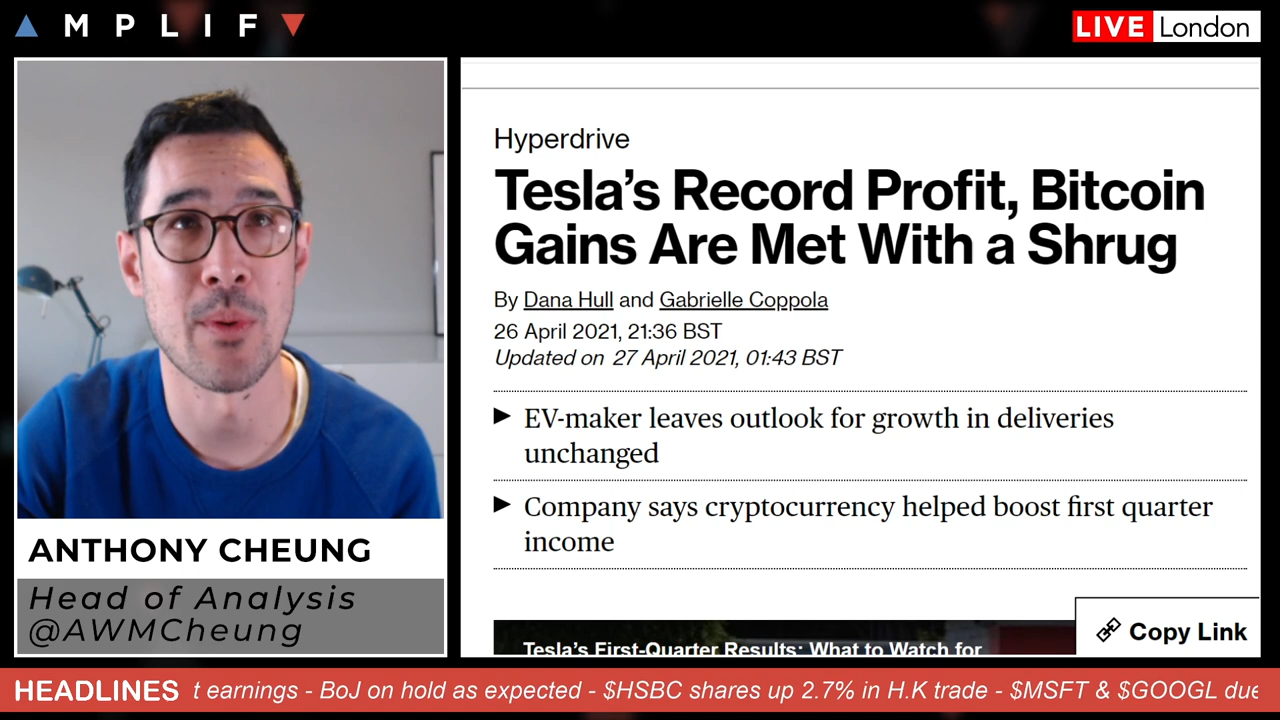 AMPLIFY
LIVE London
Hyperdrive
Tesla's Record Profit, Bitcoin
Gains Are Met With a Shrug
By Dana Hull and Gabrielle Coppola
26 April 2021, 21:36 BST
Updated on 27 April 2021, 01:43 BST
► EV-maker leaves outlook for growth in deliveries
unchanged
► Company says cryptocurrency helped boost first quarter
income
Copy Link
Tesla's First-Quarter Results: What to Watch for
ANTHONY CHEUNG
Head of Analysis
@AWMCheung
HEADLINES t earnings - BoJ on hold as expected - $HSBC shares up 2.7% in H.K trade - $MSFT & $GOOGL due